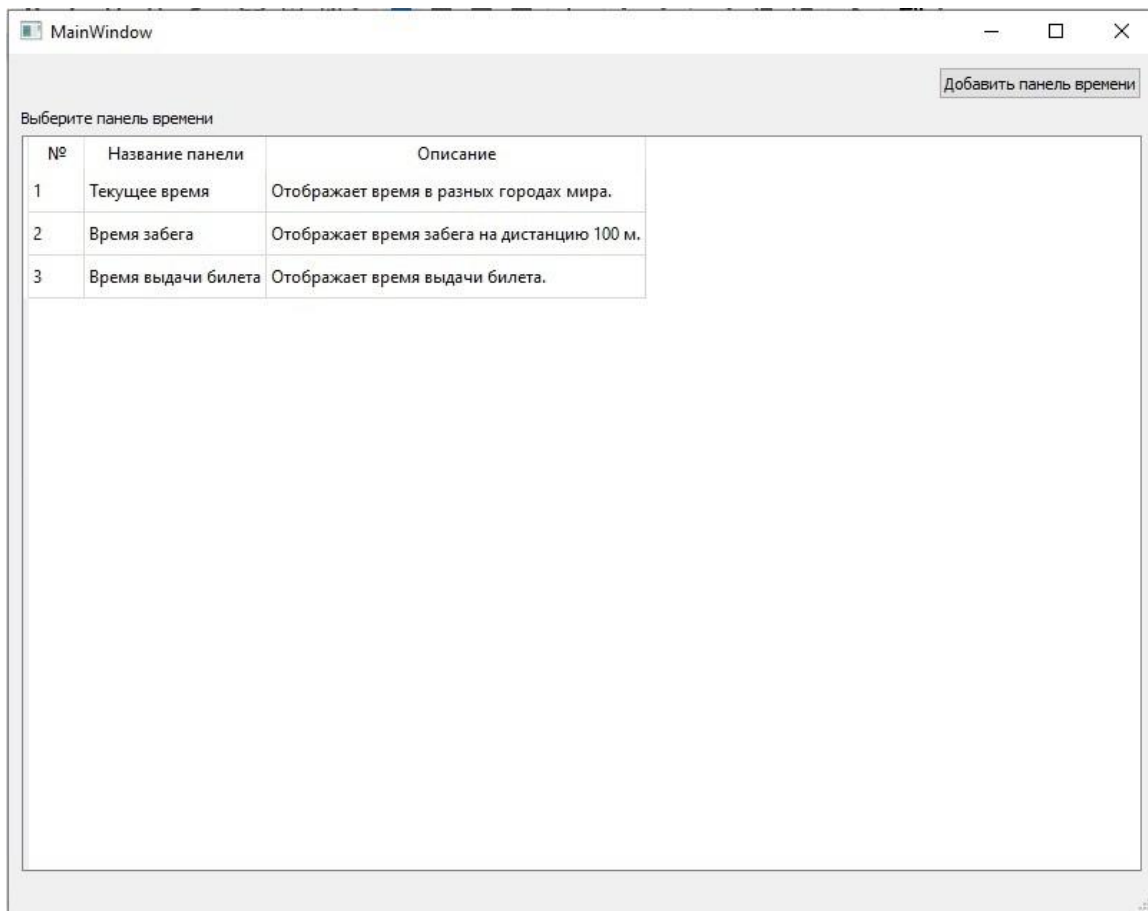 MainWindow
Добавить панель времени
Выберите панель времени
№ Название панели Описание
1 Текущее время Отображает время в разных городах мира.
2 Время забега Отображает время забега на дистанцию 100 м.
3 Время выдачи билета Отображает время выдачи билета.